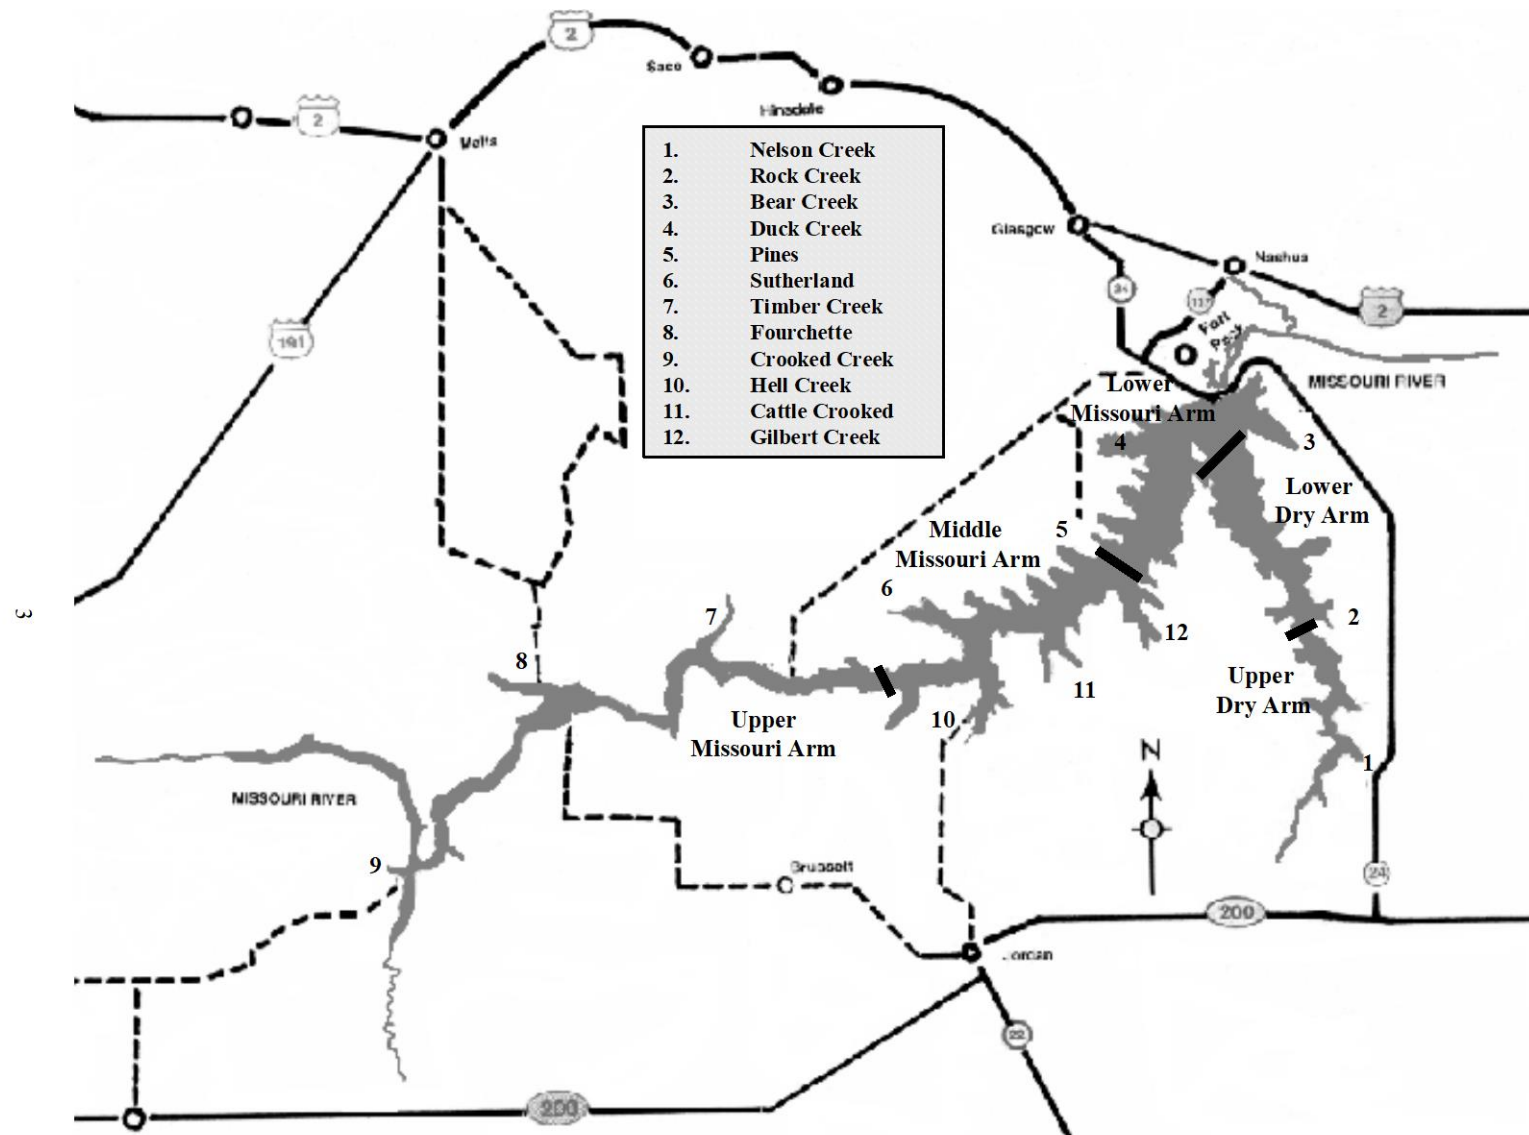 2
Saco
Hinsdale
2
Malta
1. Nelson Creek
2. Rock Creek
3. Bear Creek
4. Duck Creek
5. Pines
6. Sutherland
7. Timber Creek
8. Fourchette
9. Crooked Creek
10. Hell Creek
11. Cattle Crooked
12. Gilbert Creek
Glasgow
Nashua
24
117
2
Fort
Peck
191
MISSOURI RIVER
Lower
Missouri Arm
4
3
Lower
Dry Arm
Middle
Missouri Arm
5
6
3
7
2
12
8
11
Upper
Dry Arm
10
Upper
Missouri Arm
N
1
MISSOURI RIVER
9
Brussett
24
200
Jordan
22
200